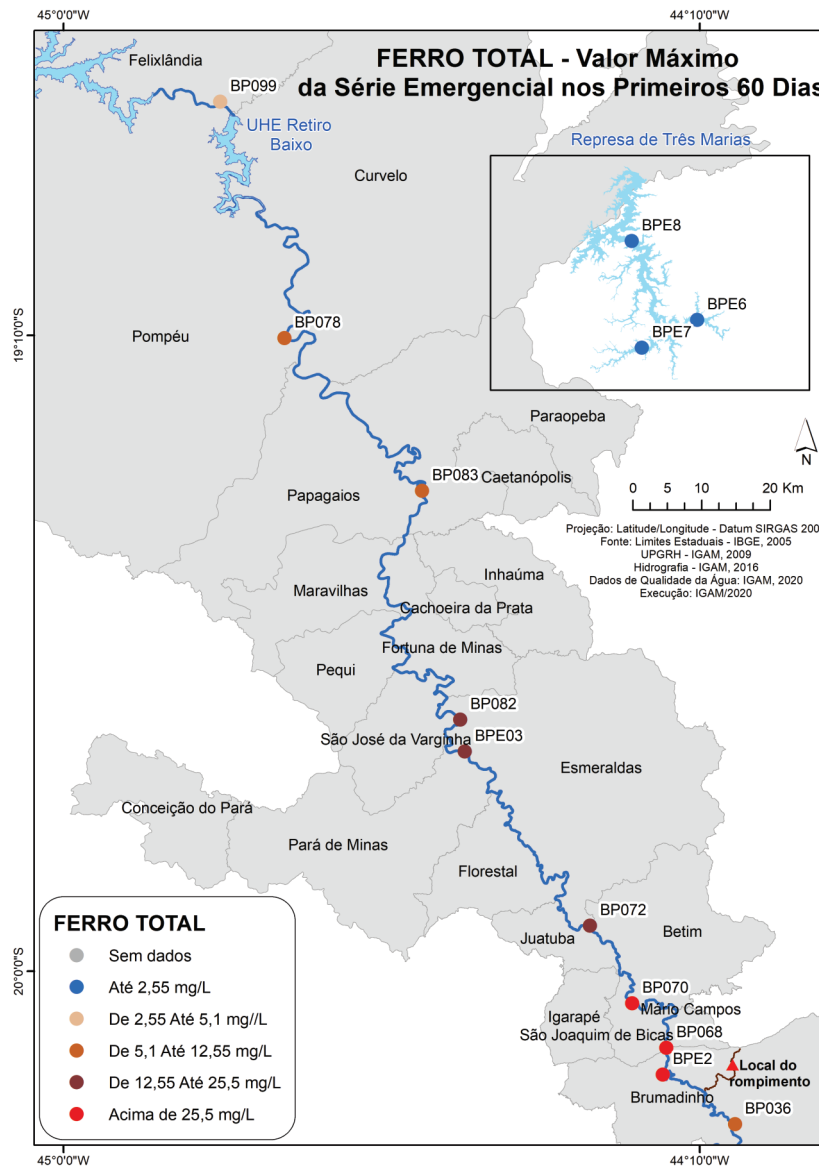 45°0'0"W
44°10'0"W
FERRO TOTAL - Valor Máximo
da Série Emergencial nos Primeiros 60 Dias
Felixlândia
BP099
UHE Retiro
Baixo
Represa de Três Marias
Curvelo
BPE8
BPE6
BP078
BPE7
Pompéu
19°10'0"S
Paraopeba
N
BP083
Caetanópolis
Papagaios
0 5 10 20 Km
Projeção: Latitude/Longitude - Datum SIRGAS 200
Fonte: Limites Estaduais - IBGE, 2005
UPGRH - IGAM, 2009
Hidrografia - IGAM, 2016
Dados de Qualidade da Água: IGAM, 2020
Execução: IGAM/2020
Inhaúma
Maravilhas
Cachoeira da Prata
Fortuna de Minas
Pequi
BP082
São José da Varginha
BPE03
Esmeraldas
Conceição do Pará
Pará de Minas
Florestal
BP072
Juatuba
Betim
20°0'0"S
BP070
Mário Campos
Igarapé
São Joaquim de Bicas
BP068
BPE2
Local do
rompimento
Brumadinho
BP036
FERRO TOTAL
Sem dados
Até 2,55 mg/L
De 2,55 Até 5,1 mg//L
De 5,1 Até 12,55 mg/L
De 12,55 Até 25,5 mg/L
Acima de 25,5 mg/L
45°0'0"W
44°10'0"W